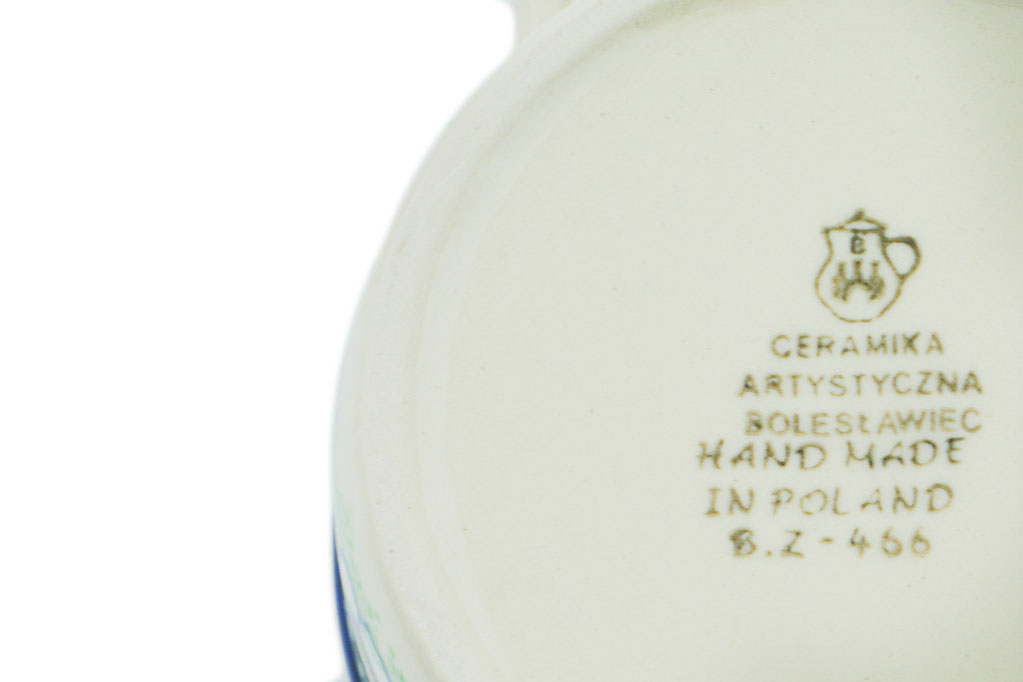 B
CERAMIKA
ARTYSTYCZNA
BOLESŁAWIEC
HAND MADE
IN POLAND
B.Z-466